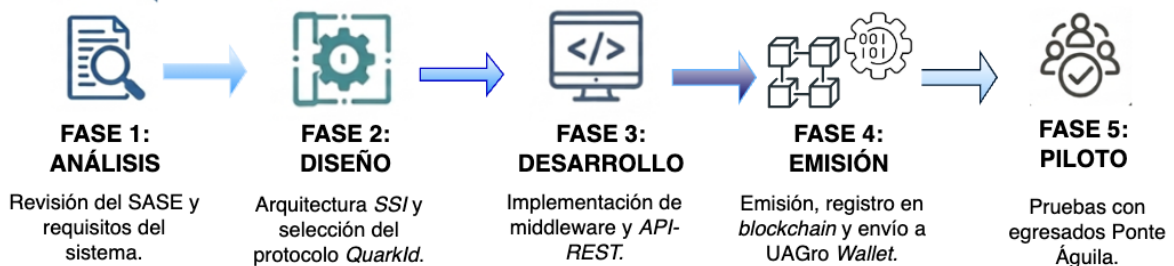 FASE 1:
ANÁLISIS
Revisión del SASE y
requisitos del
sistema.
FASE 2:
DISEÑO
Arquitectura SSI y
selección del
protocolo QuarkId.
</>
FASE 3:
DESARROLLO
Implementación de
middleware y API-
REST.
FASE 4:
EMISIÓN
Emisión, registro en
blockchain y envío a
UAGro Wallet.
FASE 5:
PILOTO
Pruebas con
egresados Ponte
Águila.